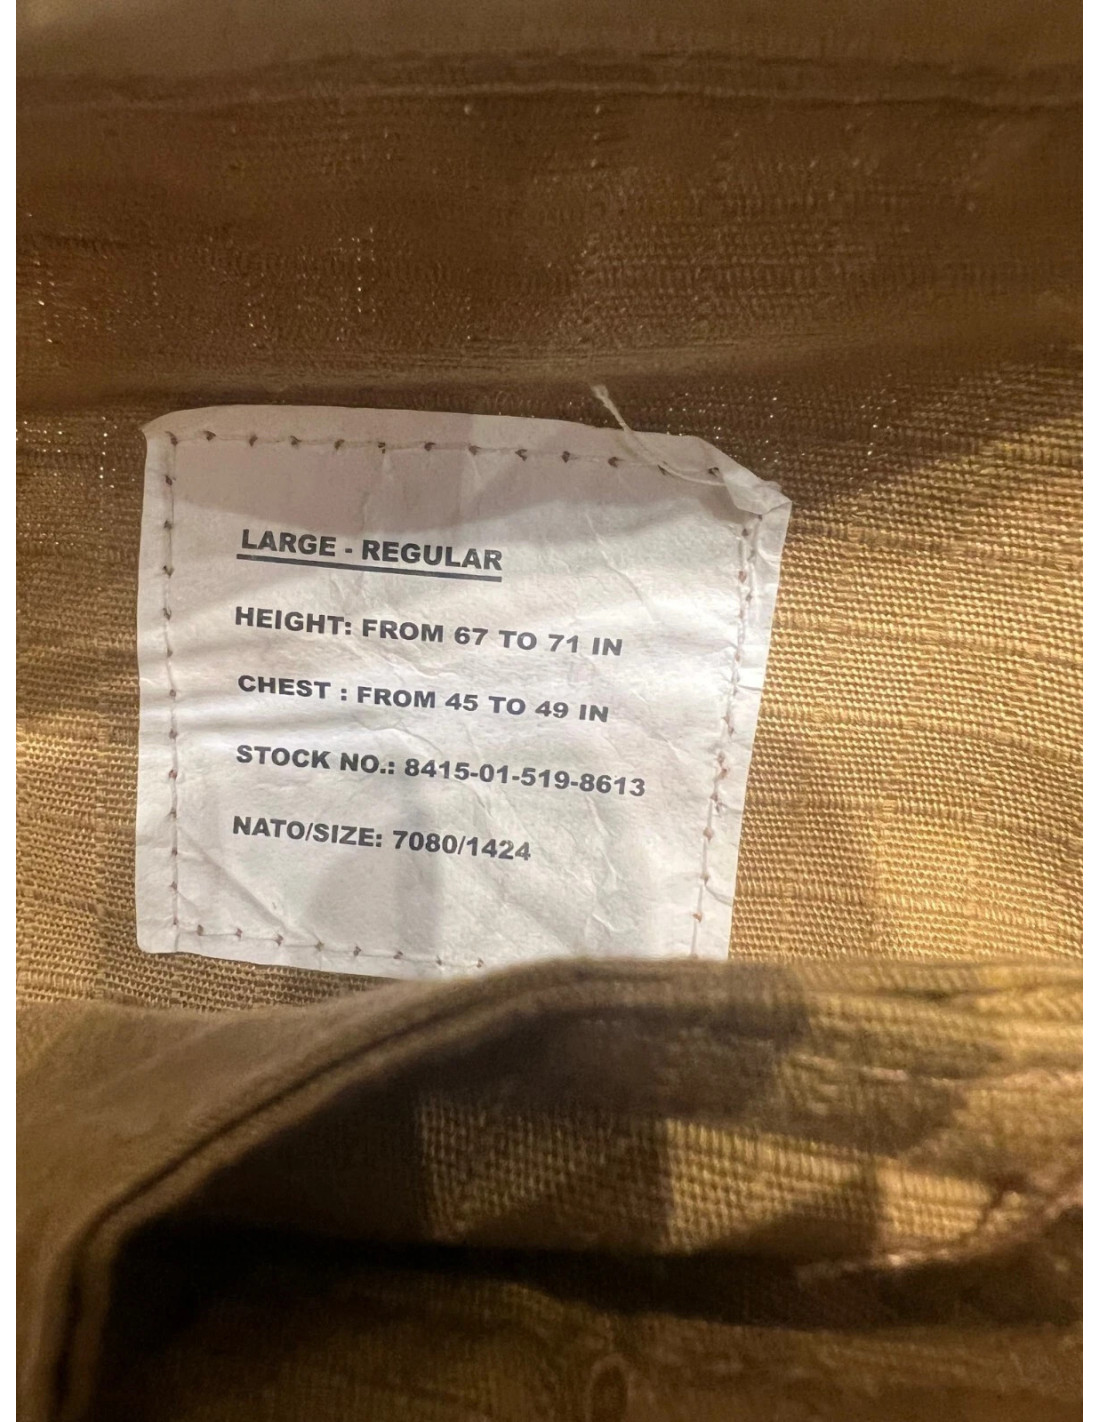 LARGE - REGULAR
HEIGHT: FROM 67 TO 71 IN
CHEST : FROM 45 TO 49 IN
STOCK NO.: 8415-01-519-8613
NATO/SIZE: 7080/1424